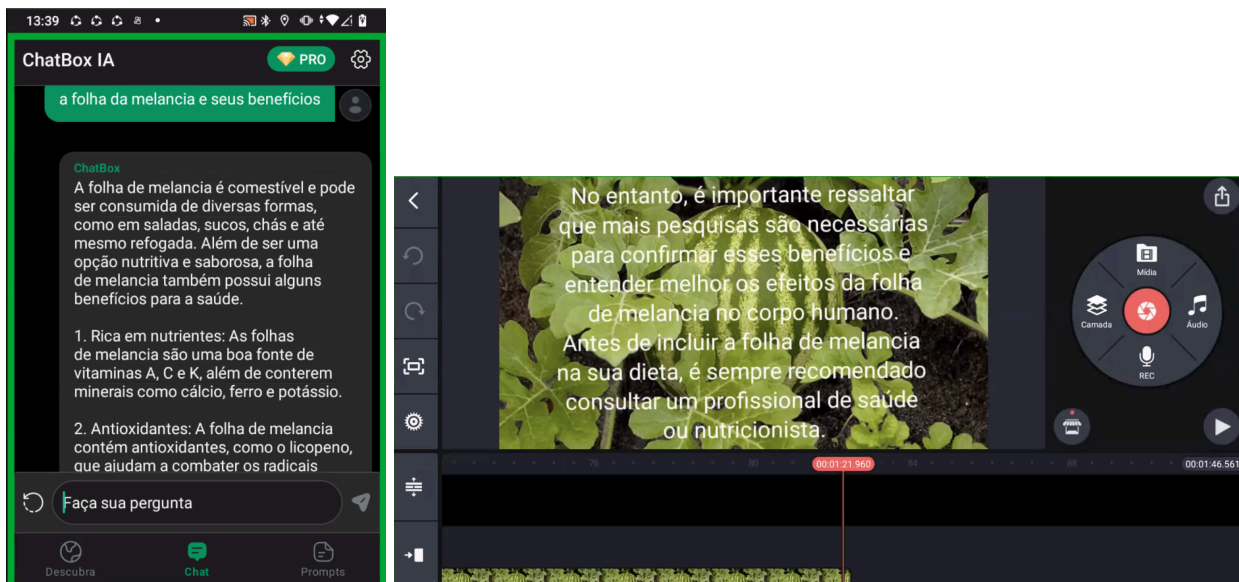 13:39
ChatBox IA
PRO
a folha da melancia e seus benefícios
ChatBox
A folha de melancia é comestível e pode
ser consumida de diversas formas,
como em saladas, sucos, chás e até
mesmo refogada. Além de ser uma
opção nutritiva e saborosa, a folha
de melancia também possui alguns
benefícios para a saúde.
1. Rica em nutrientes: As folhas
de melancia são uma boa fonte de
vitaminas A, C e K, além de conterem
minerais como cálcio, ferro e potássio.
2. Antioxidantes: A folha de melancia
contém antioxidantes, como o licopeno,
que ajudam a combater os radicais
Faça sua pergunta
Descubra
Chat
Prompts
No entanto, é importante ressaltar
que mais pesquisas são necessárias
para confirmar esses benefícios e
entender melhor os efeitos da folha
de melancia no corpo humano.
Antes de incluir a folha de melancia
na sua dieta, é sempre recomendado
consultar um profissional de saúde
ou nutricionista.
Mídia
Camada
Áudio
REC
76
80
00:01:21.960
84
88
00:01:46.561